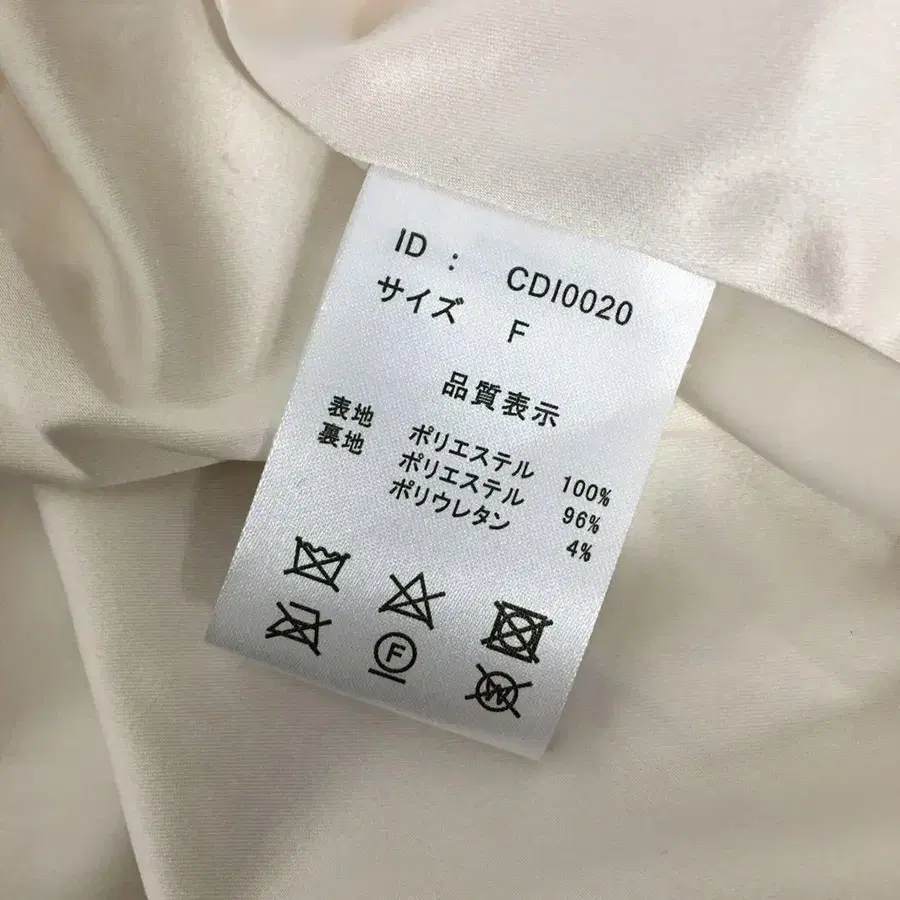 ID : CDI0020
サイズ F
品質表示
表地 ポリエステル 100%
裏地 ポリエステル 96%
ポリウレタン 4%
F
W